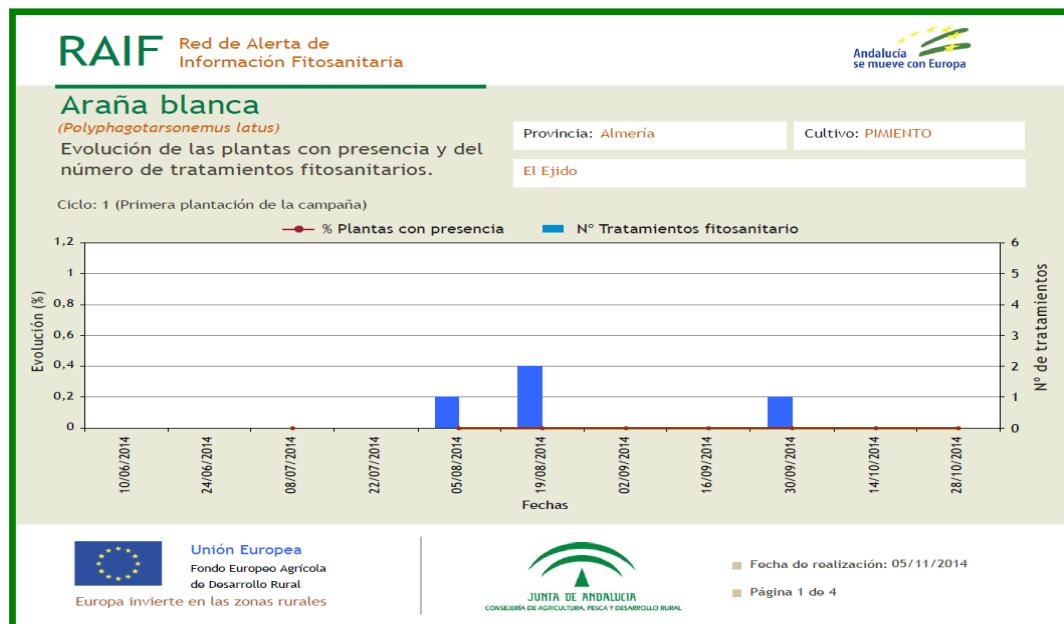 RAIF Red de Alerta de
Información Fitosanitaria
Andalucía
se mueve con Europa
Araña blanca
(Polyphagotarsonemus latus)
Evolución de las plantas con presencia y del
número de tratamientos fitosanitarios.
Provincia: Almería
Cultivo: PIMIENTO
El Ejido
Ciclo: 1 (Primera plantación de la campaña)
% Plantas con presencia
Nº Tratamientos fitosanitario
Evolución (%)
1,2
1
0,8
0,6
0,4
0,2
0
6
5
4
3
2
1
0
Nº de tratamientos
10/06/2014
24/06/2014
08/07/2014
22/07/2014
05/08/2014
19/08/2014
02/09/2014
16/09/2014
30/09/2014
14/10/2014
28/10/2014
Fechas
Unión Europea
Fondo Europeo Agrícola
de Desarrollo Rural
Europa invierte en las zonas rurales
JUNTA DE ANDALUCIA
CONSEJERÍA DE AGRICULTURA, PESCA Y DESARROLLO RURAL
Fecha de realización: 05/11/2014
Página 1 de 4